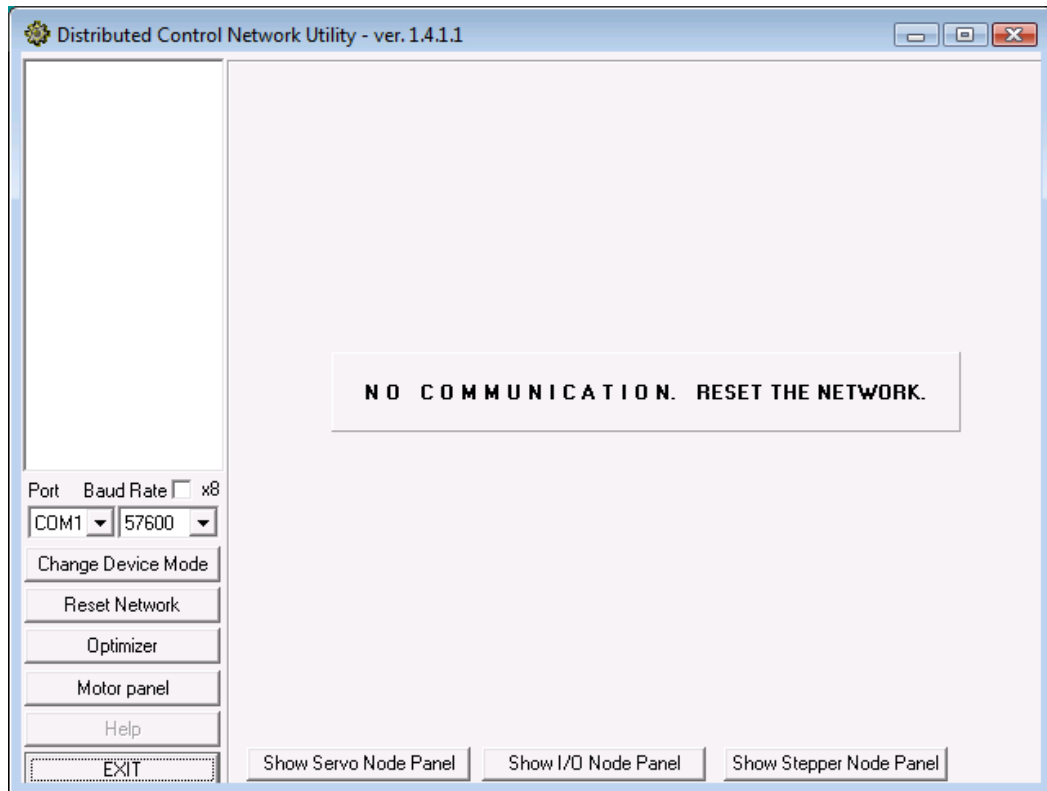 Distributed Control Network Utility - ver. 1.4.1.1
NO COMMUNICATION. RESET THE NETWORK.
Port Baud Rate x8
COM1 57600
Change Device Mode
Reset Network
Optimizer
Motor panel
Help
EXIT
Show Servo Node Panel Show I/O Node Panel Show Stepper Node Panel